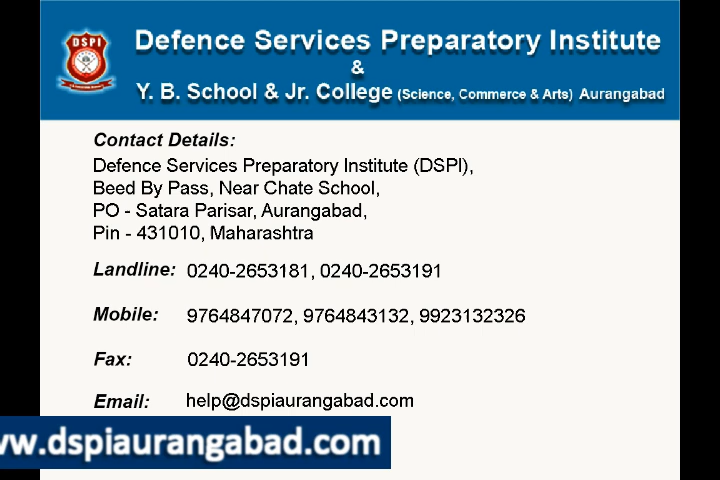 DSPI
Defence Services Preparatory Institute
&
Y. B. School & Jr. College (Science, Commerce & Arts) Aurangabad
Contact Details:
Defence Services Preparatory Institute (DSPI),
Beed By Pass, Near Chate School,
PO - Satara Parisar, Aurangabad,
Pin - 431010, Maharashtra
Landline: 0240-2653181, 0240-2653191
Mobile: 9764847072, 9764843132, 9923132326
Fax: 0240-2653191
Email: help@dspiaurangabad.com
w.dspiaurangabad.com